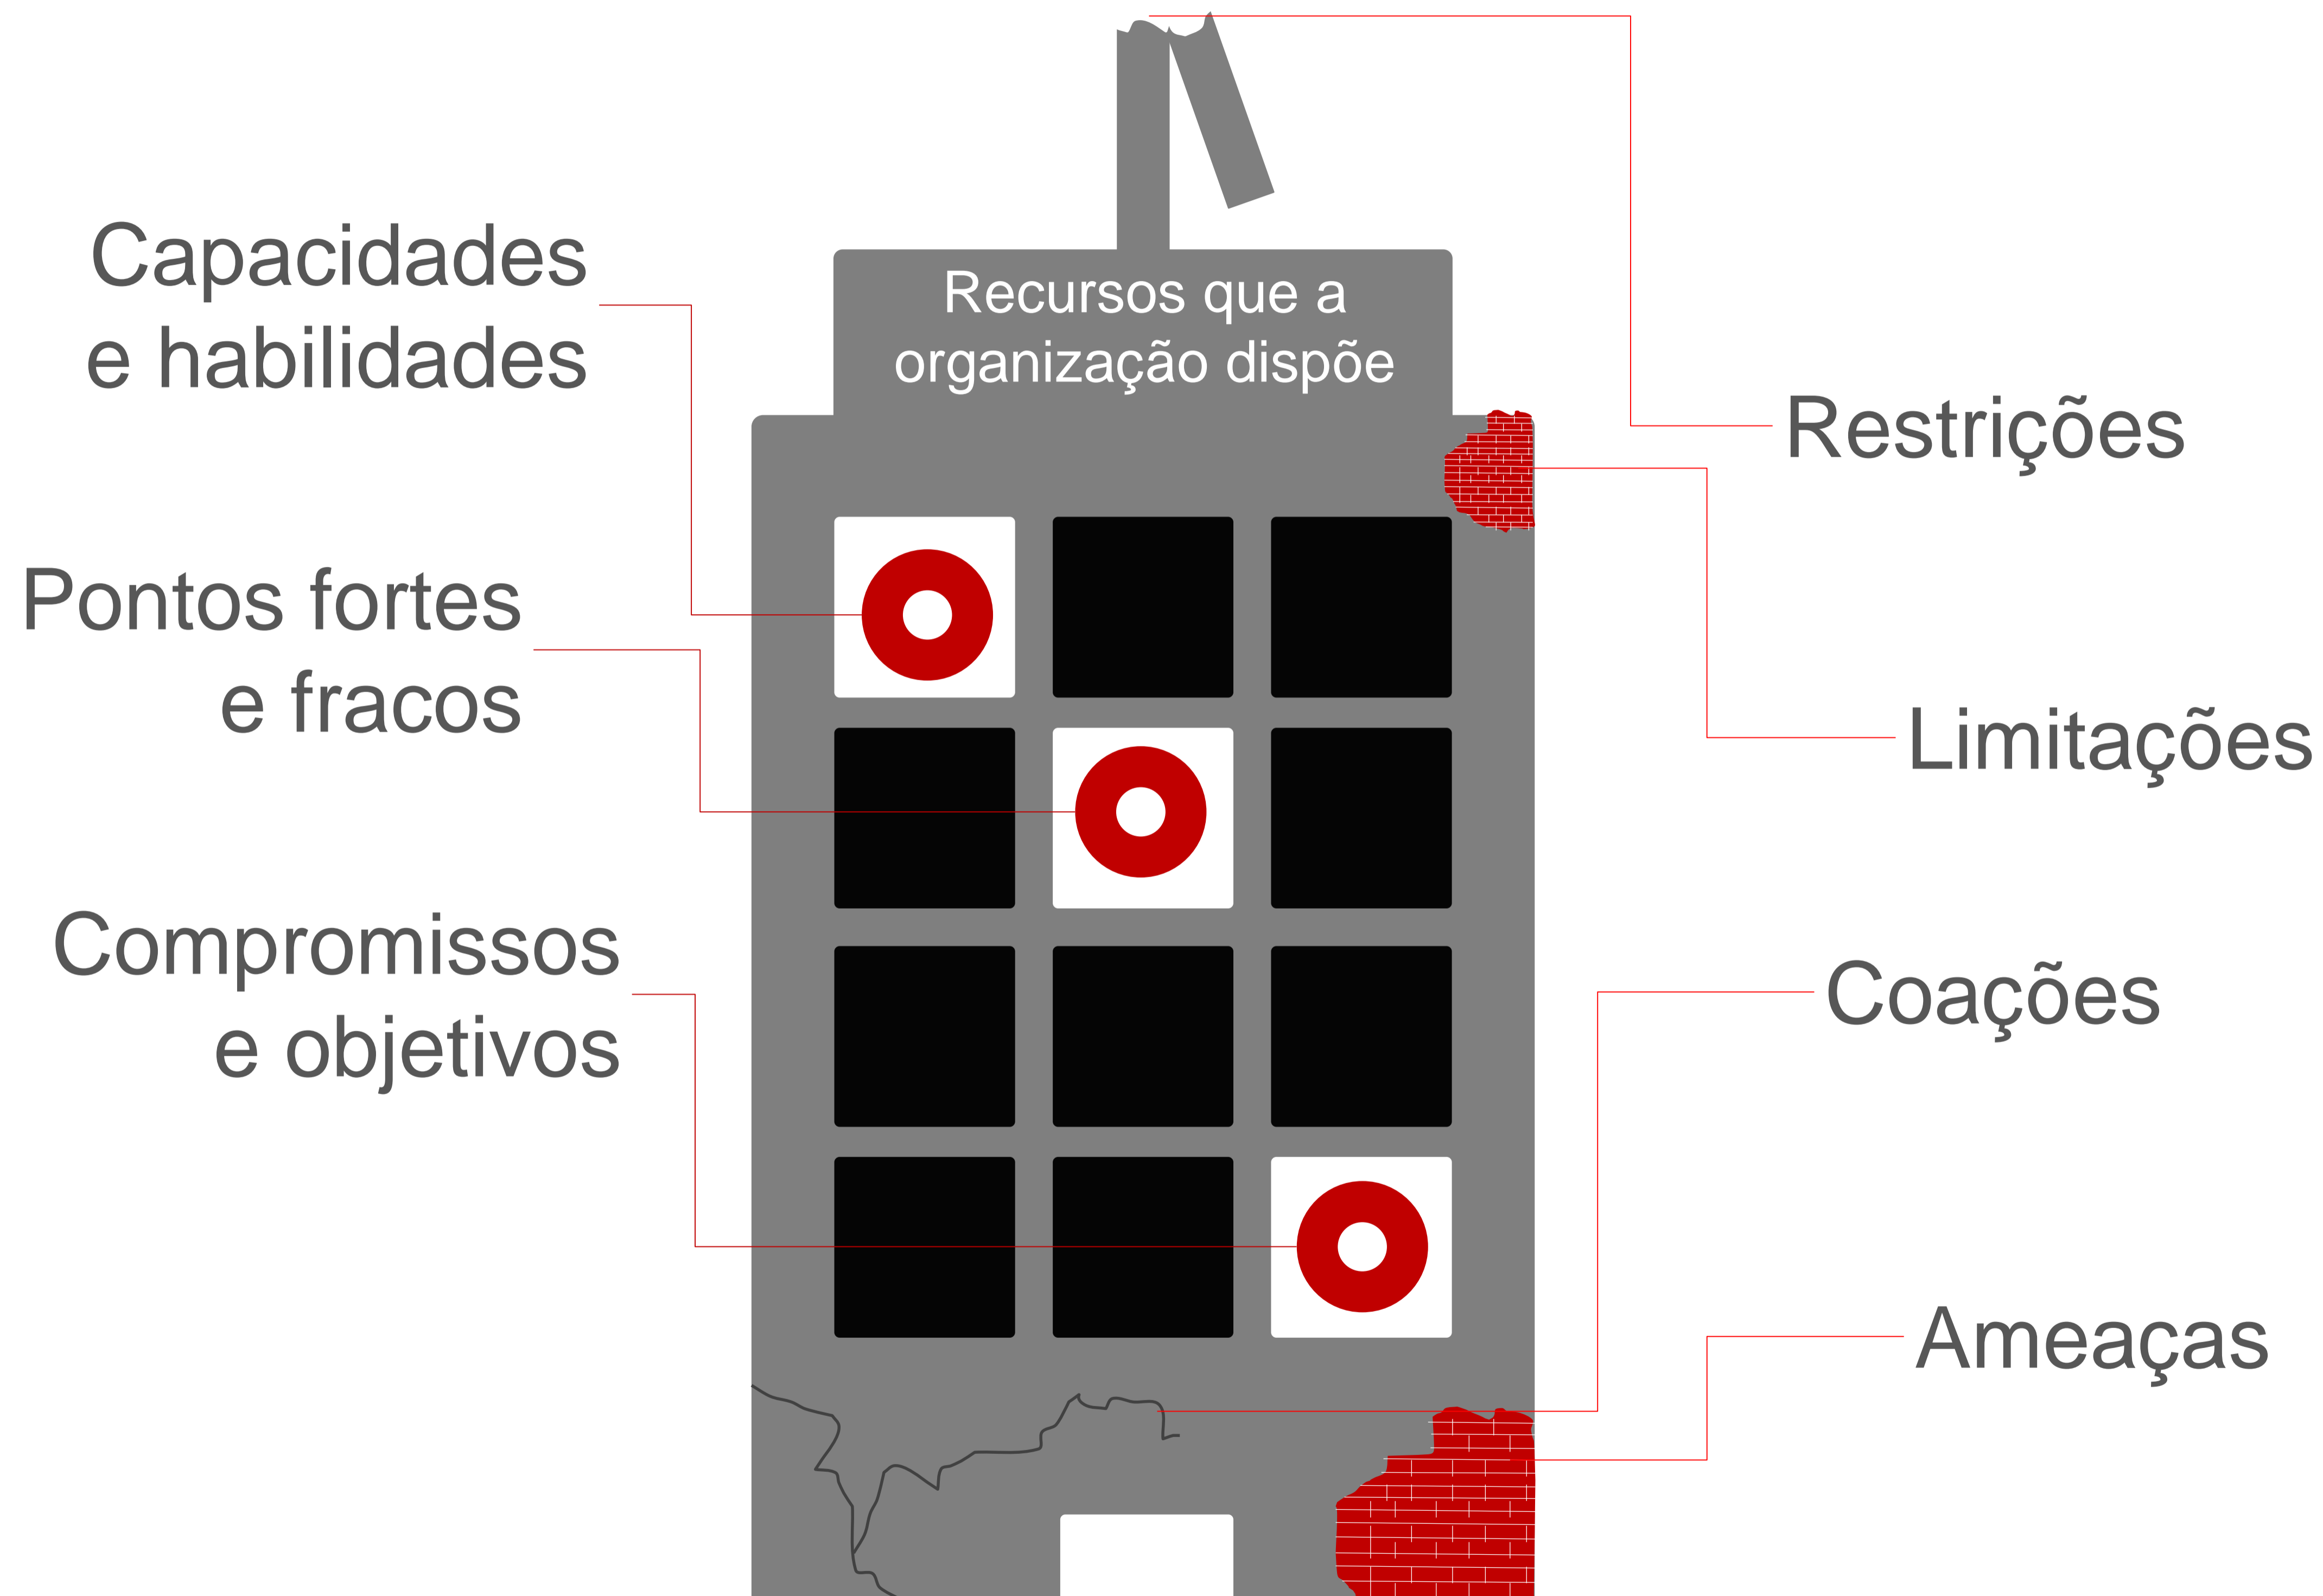 Recursos que a
organização dispõe
Capacidades
e habilidades
Pontos fortes
e fracos
Compromissos
e objetivos
Restrições
Limitações
Coações
Ameaças